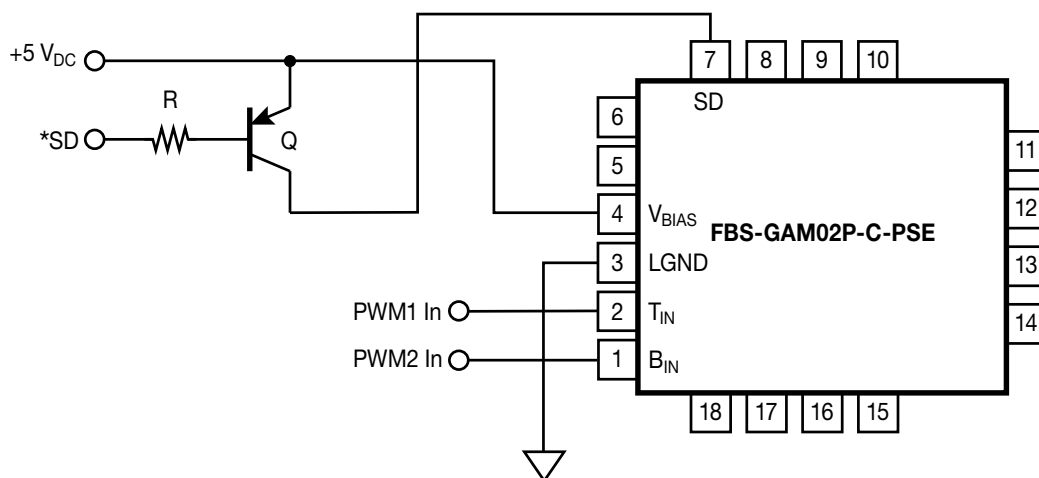 +5 VDC
R
*SD
Q
7 8 9 10
SD
6
5
4 VBIAS
FBS-GAM02P-C-PSE
3 LGND
PWM1 In
2 TIN
PWM2 In
1 BIN
11
12
13
14
18 17 16 15